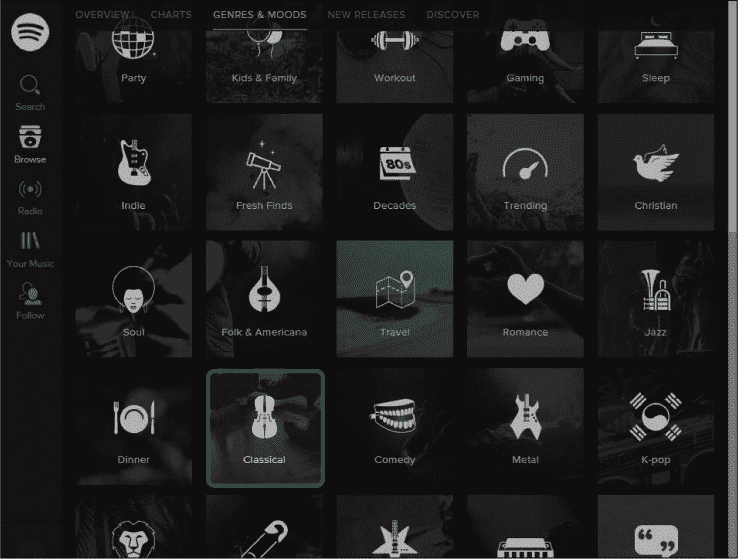 OVERVIEW CHARTS GENRES & MOODS NEW RELEASES DISCOVER
Search
Browse
Radio
Your Music
Follow
Party Kids & Family Workout Gaming Sleep
Indie Fresh Finds 80s Decades Trending Christian
Soul Folk & Americana Travel Romance Jazz
Dinner Classical Comedy Metal K-pop